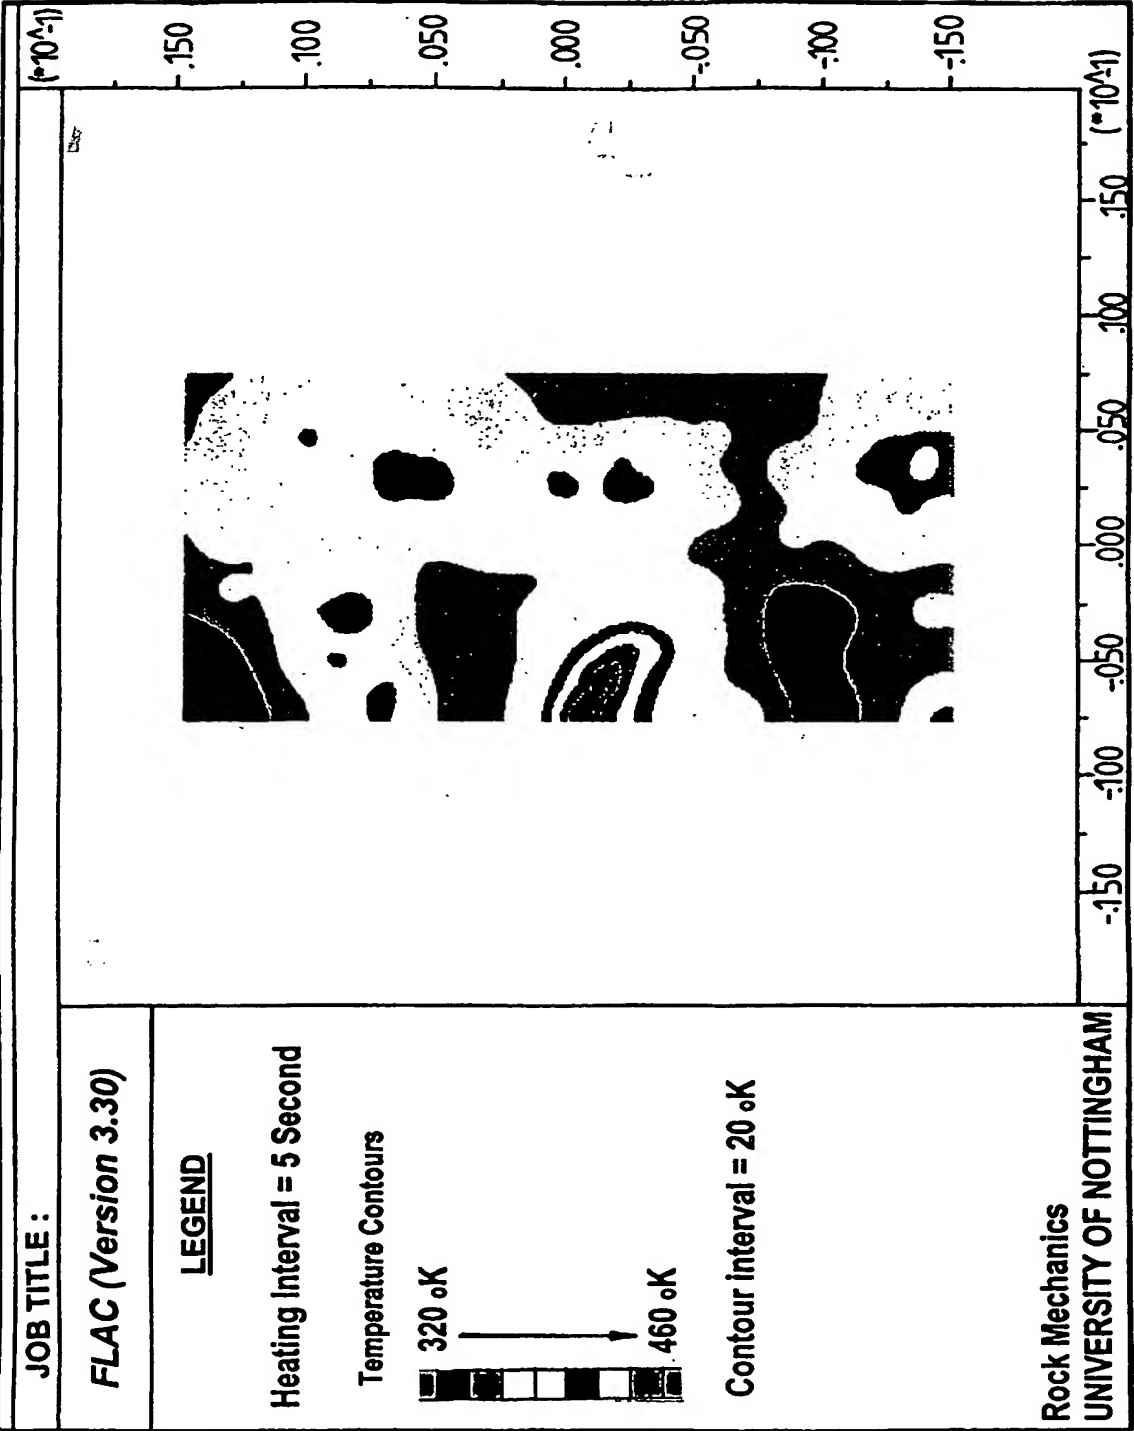 JOB TITLE :
FLAC (Version 3.30)
LEGEND
Heating Interval = 5 Second
Temperature Contours
320 oK
460 oK
Contour interval = 20 oK
Rock Mechanics
UNIVERSITY OF NOTTINGHAM
(*10^-1)
.150
.100
.050
.000
-.050
-.100
-.150
-.150
-.100
-.050
.000
.050
.100
.150
(*10^-1)